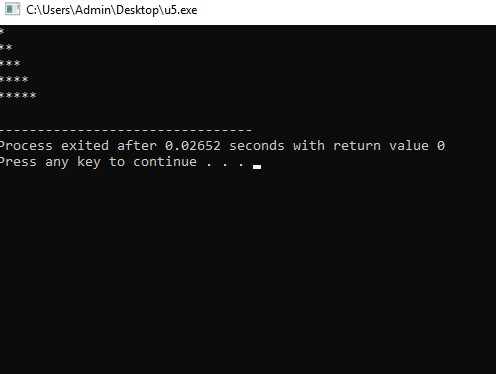 C:\Users\Admin\Desktop\u5.exe
*
**
***
****
*****
--------------------------------
Process exited after 0.02652 seconds with return value 0
Press any key to continue . . .